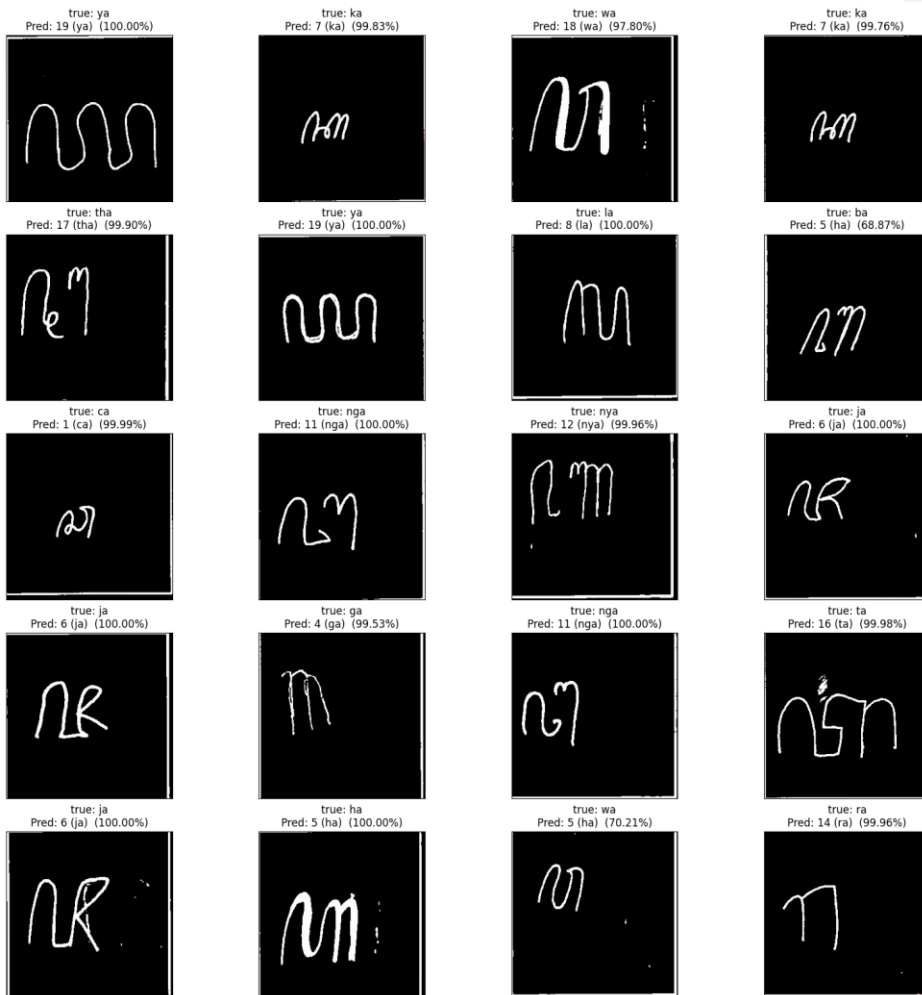 true: ya true: ka true: wa true: ka
Pred: 19 (ya) (100.00%) Pred: 7 (ka) (99.83%) Pred: 18 (wa) (97.80%) Pred: 7 (ka) (99.76%)
ꦪ ꦏ ꦮ ꦏ
true: tha true: ya true: la true: ba
Pred: 17 (tha) (99.90%) Pred: 19 (ya) (100.00%) Pred: 8 (la) (100.00%) Pred: 5 (ha) (68.87%)
ꦛ ꦪ ꦭ ꦧ
true: ca true: nga true: nya true: ja
Pred: 1 (ca) (99.99%) Pred: 11 (nga) (100.00%) Pred: 12 (nya) (99.96%) Pred: 6 (ja) (100.00%)
ꦕ ꦔ ꦚ ꦗ
true: ja true: ga true: nga true: ta
Pred: 6 (ja) (100.00%) Pred: 4 (ga) (99.53%) Pred: 11 (nga) (100.00%) Pred: 16 (ta) (99.98%)
ꦗ ꦒ ꦔ ꦠ
true: ja true: ha true: wa true: ra
Pred: 6 (ja) (100.00%) Pred: 5 (ha) (100.00%) Pred: 5 (ha) (70.21%) Pred: 14 (ra) (99.96%)
ꦗ ꦲ ꦮ ꦫ